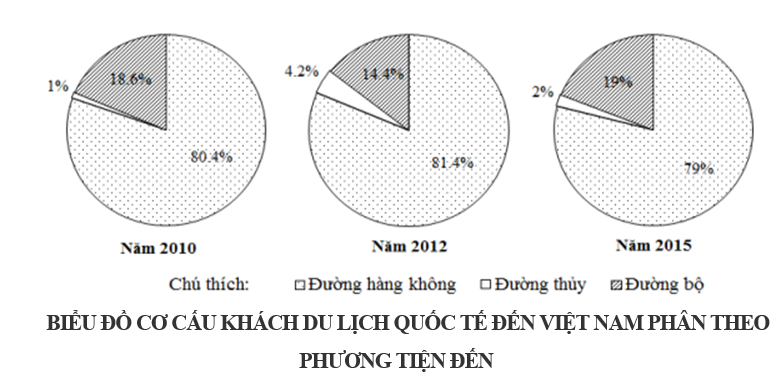 18.6%
1%
80.4%
Năm 2010
14.4%
4.2%
81.4%
Năm 2012
19%
2%
79%
Năm 2015
Chú thích: Đường hàng không Đường thủy Đường bộ
BIỂU ĐỒ CƠ CẤU KHÁCH DU LỊCH QUỐC TẾ ĐẾN VIỆT NAM PHÂN THEO
PHƯƠNG TIỆN ĐẾN